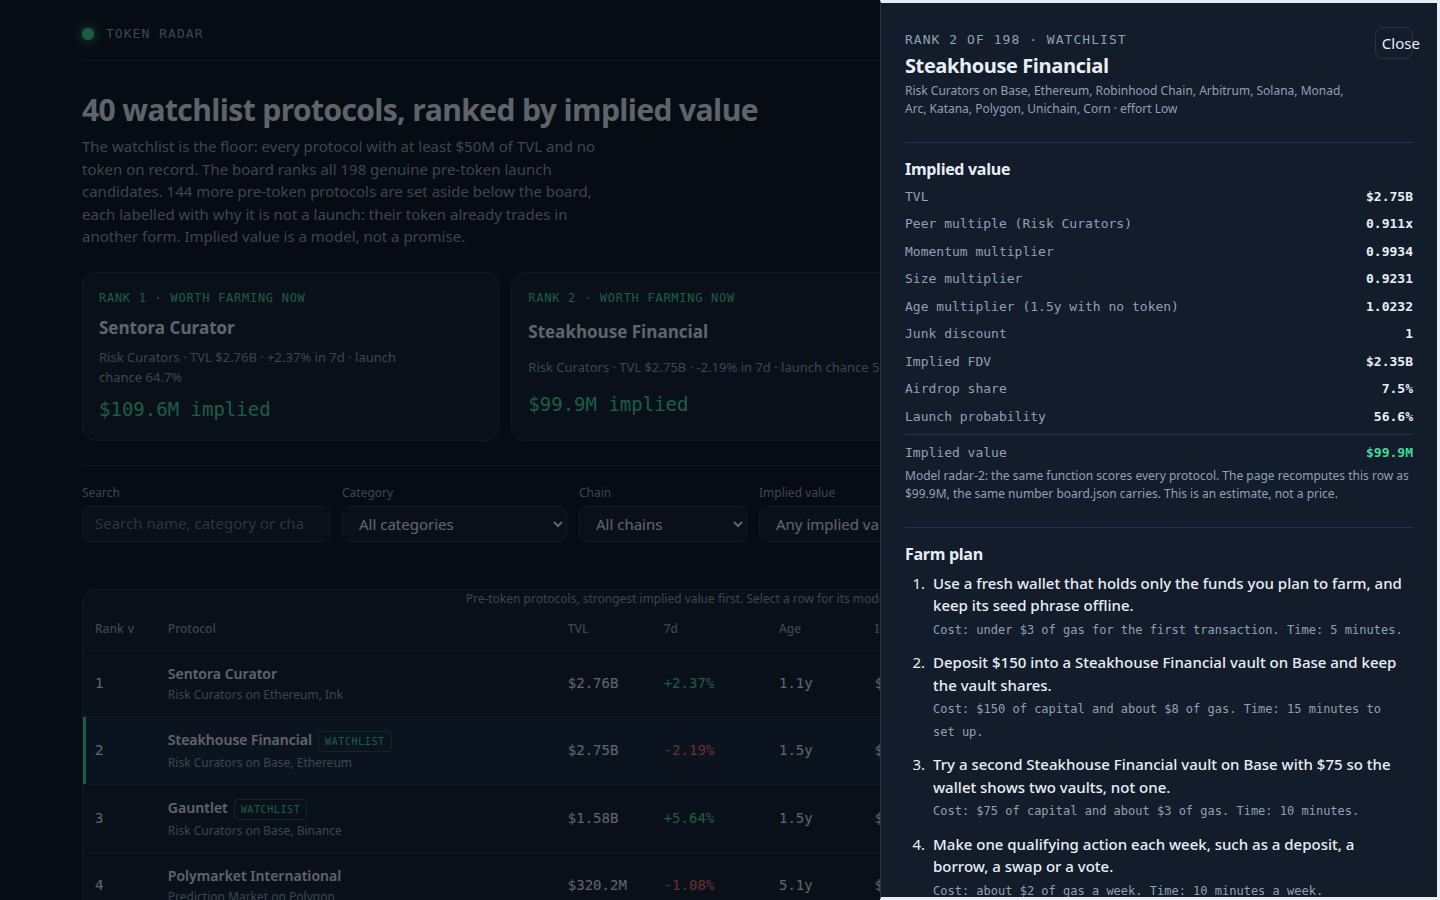 TOKEN RADAR
40 watchlist protocols, ranked by implied value
The watchlist is the floor: every protocol with at least $50M of TVL and no
token on record. The board ranks all 198 genuine pre-token launch
candidates. 144 more pre-token protocols are set aside below the board,
each labelled with why it is not a launch: their token already trades in
another form. Implied value is a model, not a promise.
RANK 1 · WORTH FARMING NOW
Sentora Curator
Risk Curators · TVL $2.76B · +2.37% in 7d · launch
chance 64.7%
$109.6M implied
RANK 2 · WORTH FARMING NOW
Steakhouse Financial
Risk Curators · TVL $2.75B · -2.19% in 7d · launch chance 5
$99.9M implied
Search
Category
Chain
Implied value
Search name, category or cha
All categories
All chains
Any implied va
Pre-token protocols, strongest implied value first. Select a row for its mod
Rank v Protocol TVL 7d Age I
1 Sentora Curator $2.76B +2.37% 1.1y $
Risk Curators on Ethereum, Ink
2 Steakhouse Financial WATCHLIST $2.75B -2.19% 1.5y $
Risk Curators on Base, Ethereum
3 Gauntlet WATCHLIST $1.58B +5.64% 1.5y $
Risk Curators on Base, Binance
4 Polymarket International $320.2M -1.08% 5.1y $
Prediction Market on Polygon
RANK 2 OF 198 · WATCHLIST
Close
Steakhouse Financial
Risk Curators on Base, Ethereum, Robinhood Chain, Arbitrum, Solana, Monad,
Arc, Katana, Polygon, Unichain, Corn · effort Low
Implied value
TVL $2.75B
Peer multiple (Risk Curators) 0.911x
Momentum multiplier 0.9934
Size multiplier 0.9231
Age multiplier (1.5y with no token) 1.0232
Junk discount 1
Implied FDV $2.35B
Airdrop share 7.5%
Launch probability 56.6%
Implied value $99.9M
Model radar-2: the same function scores every protocol. The page recomputes this row as
$99.9M, the same number board.json carries. This is an estimate, not a price.
Farm plan
1. Use a fresh wallet that holds only the funds you plan to farm, and
keep its seed phrase offline.
Cost: under $3 of gas for the first transaction. Time: 5 minutes.
2. Deposit $150 into a Steakhouse Financial vault on Base and keep
the vault shares.
Cost: $150 of capital and about $8 of gas. Time: 15 minutes to
set up.
3. Try a second Steakhouse Financial vault on Base with $75 so the
wallet shows two vaults, not one.
Cost: $75 of capital and about $3 of gas. Time: 10 minutes.
4. Make one qualifying action each week, such as a deposit, a
borrow, a swap or a vote.
Cost: about $2 of gas a week. Time: 10 minutes a week.